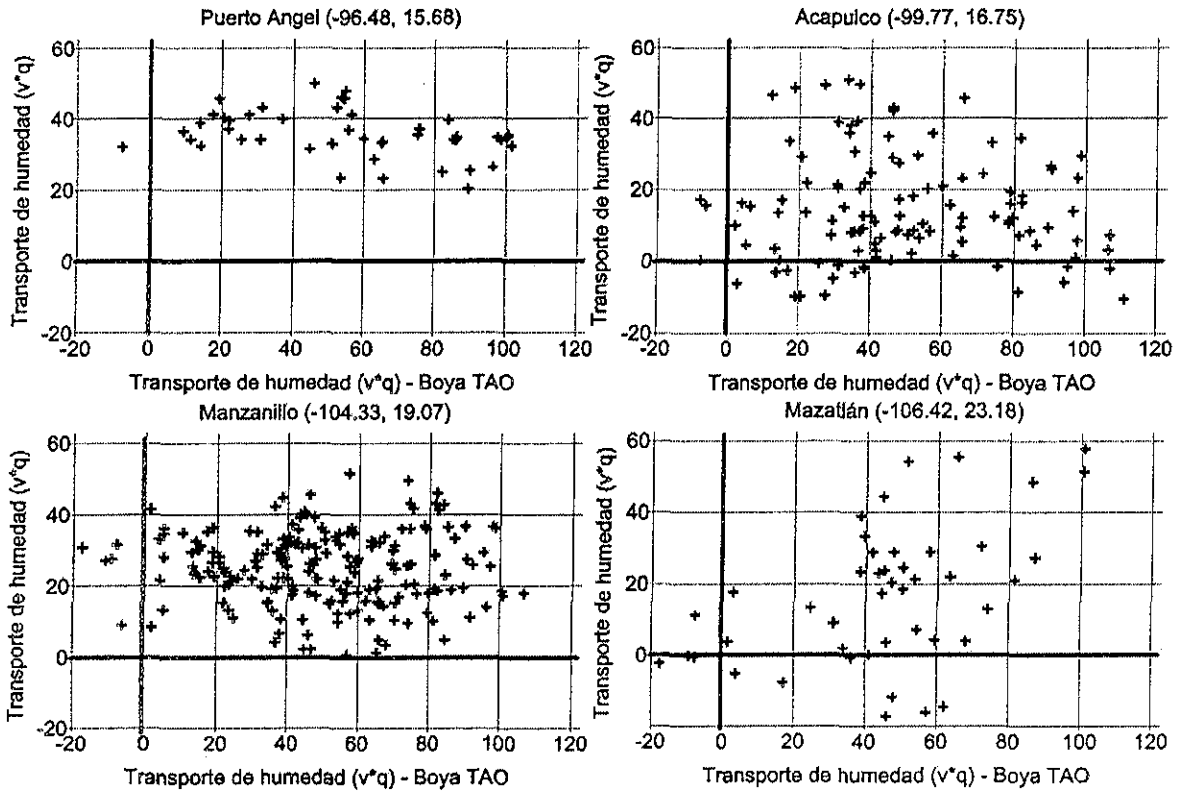 Puerto Angel (-96.48, 15.68)
Transporte de humedad (v*q)
60
40
20
0
-20
-20 0 20 40 60 80 100 120
Transporte de humedad (v*q) - Boya TAO
Acapulco (-99.77, 16.75)
Transporte de humedad (v*q)
60
40
20
0
-20
-20 0 20 40 60 80 100 120
Transporte de humedad (v*q) - Boya TAO
Manzanillo (-104.33, 19.07)
Transporte de humedad (v*q)
60
40
20
0
-20
-20 0 20 40 60 80 100 120
Transporte de humedad (v*q) - Boya TAO
Mazatlán (-106.42, 23.18)
Transporte de humedad (v*q)
60
40
20
0
-20
-20 0 20 40 60 80 100 120
Transporte de humedad (v*q) - Boya TAO